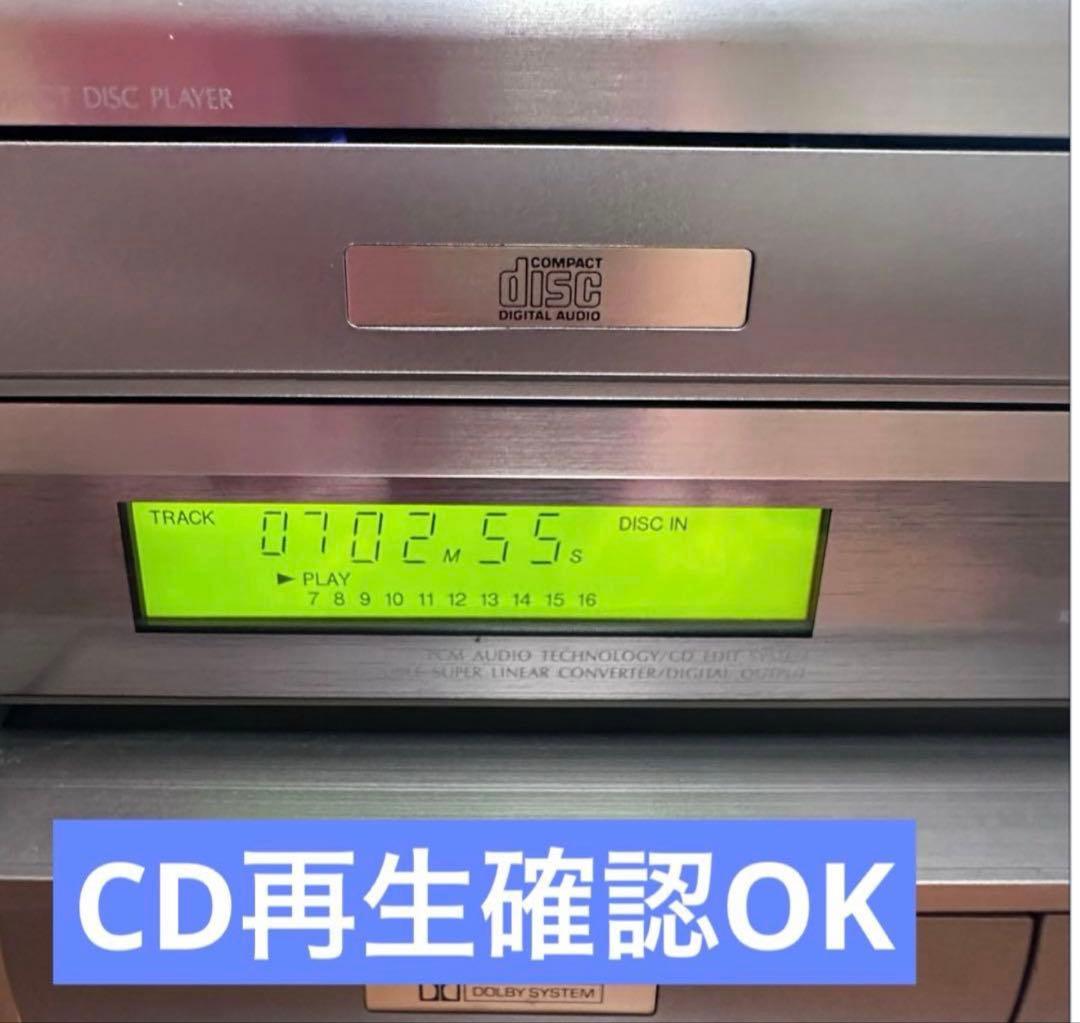 DISC PLAYER
COMPACT
disc
DIGITAL AUDIO
TRACK 07 02 M 55 S DISC IN
► PLAY
7 8 9 10 11 12 13 14 15 16
PCM AUDIO TECHNOLOGY/CD EDIT
SUPER LINEAR CONVERTER/DIGITAL OUTPUT
CD再生確認OK
DOLBY SYSTEM